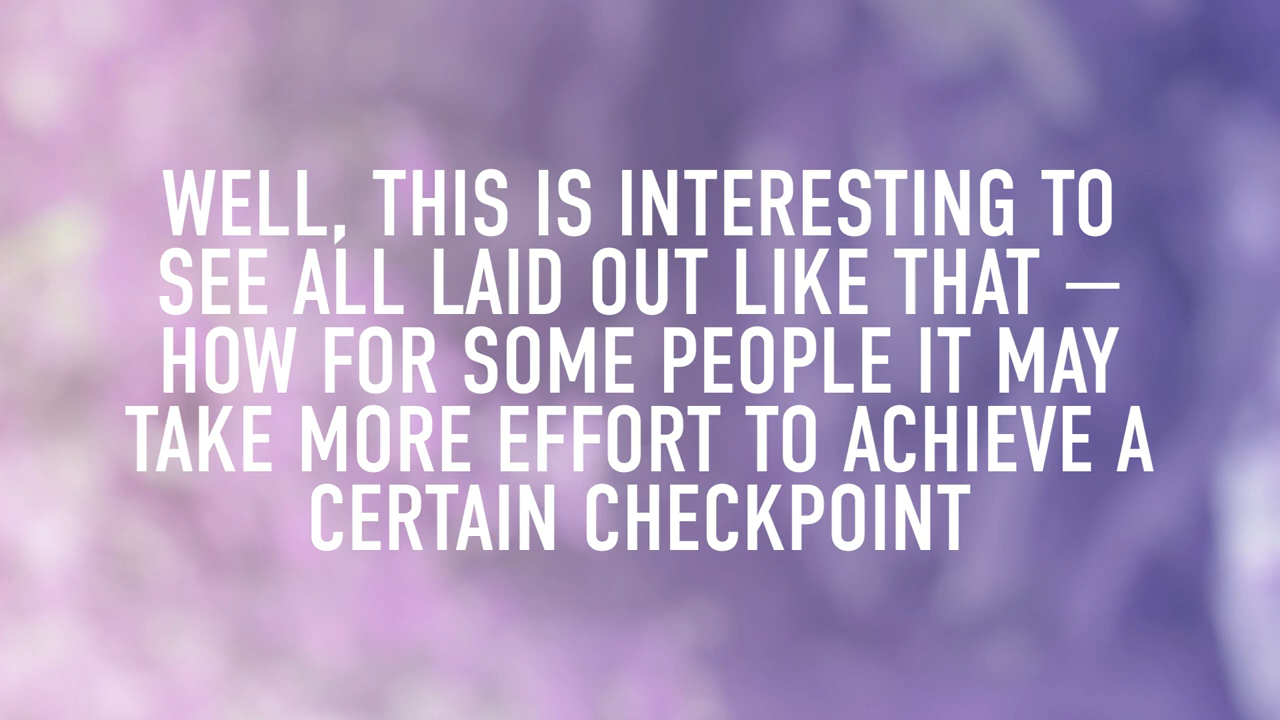 WELL, THIS IS INTERESTING TO
SEE ALL LAID OUT LIKE THAT —
HOW FOR SOME PEOPLE IT MAY
TAKE MORE EFFORT TO ACHIEVE A
CERTAIN CHECKPOINT